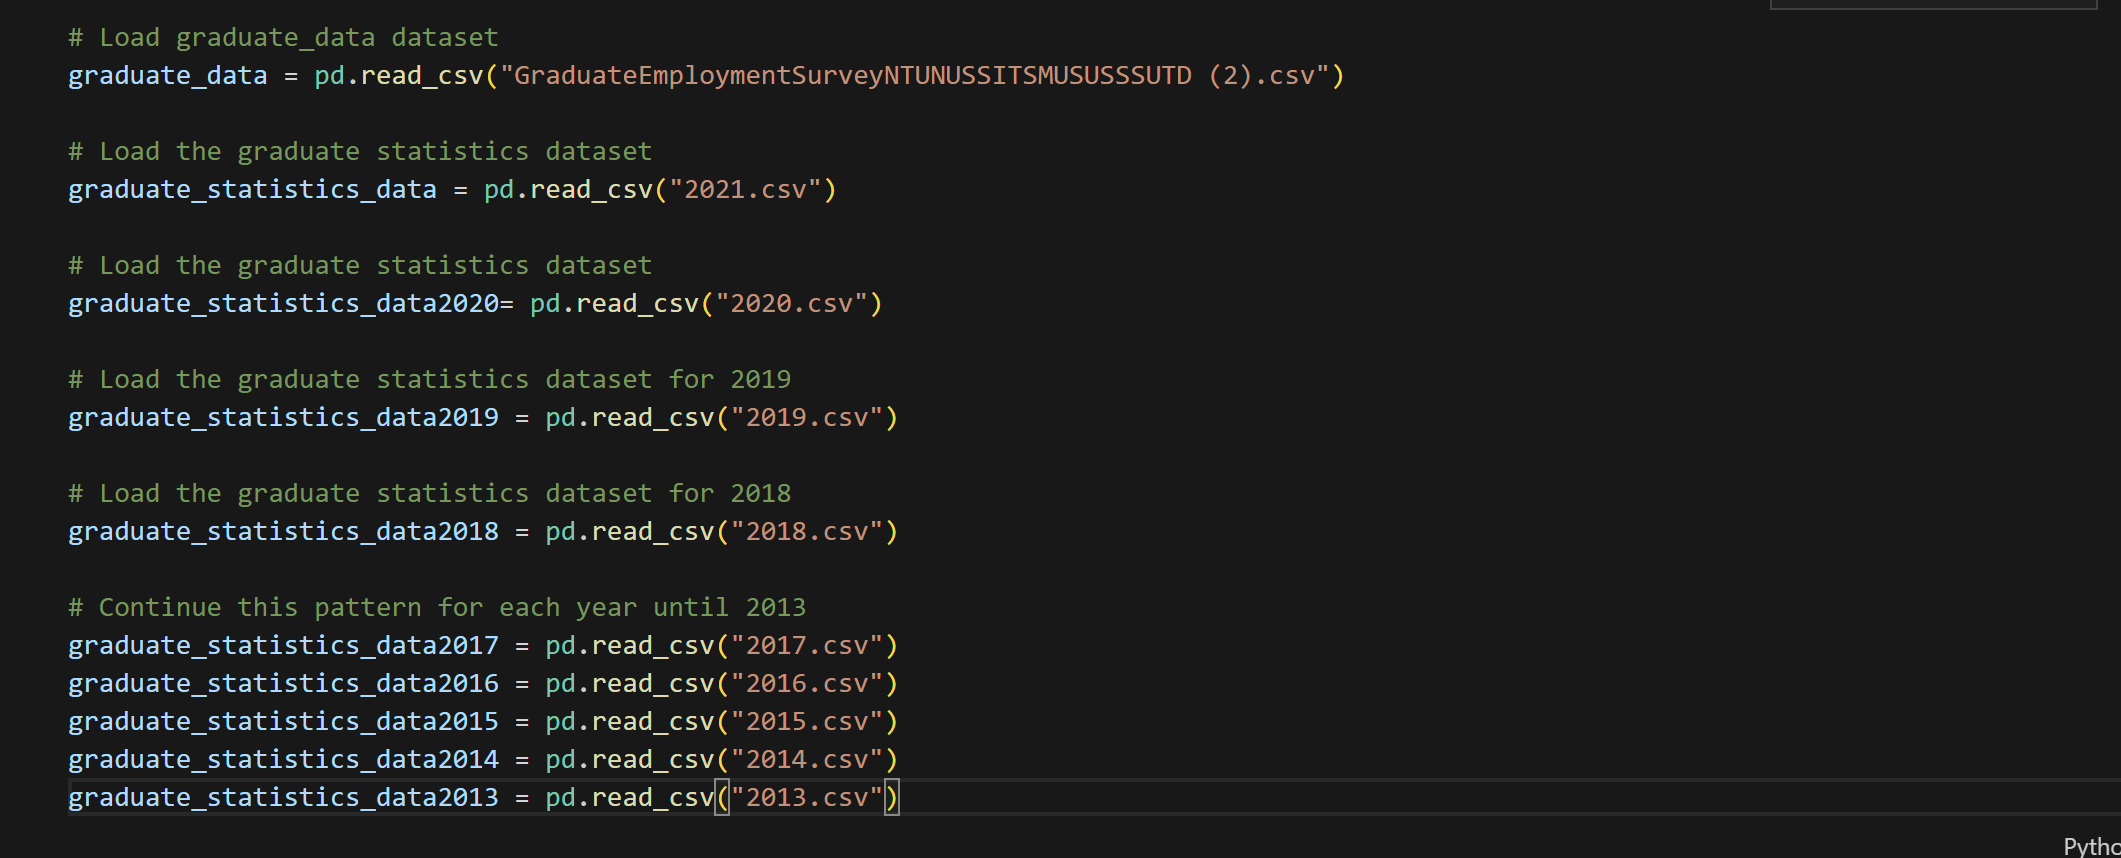 # Load graduate_data dataset
graduate_data = pd.read_csv("GraduateEmploymentSurveyNTUNUSSITSMUSUSSSUTD (2).csv")
# Load the graduate statistics dataset
graduate_statistics_data = pd.read_csv("2021.csv")
# Load the graduate statistics dataset
graduate_statistics_data2020= pd.read_csv("2020.csv")
# Load the graduate statistics dataset for 2019
graduate_statistics_data2019 = pd.read_csv("2019.csv")
# Load the graduate statistics dataset for 2018
graduate_statistics_data2018 = pd.read_csv("2018.csv")
# Continue this pattern for each year until 2013
graduate_statistics_data2017 = pd.read_csv("2017.csv")
graduate_statistics_data2016 = pd.read_csv("2016.csv")
graduate_statistics_data2015 = pd.read_csv("2015.csv")
graduate_statistics_data2014 = pd.read_csv("2014.csv")
graduate_statistics_data2013 = pd.read_csv("2013.csv")